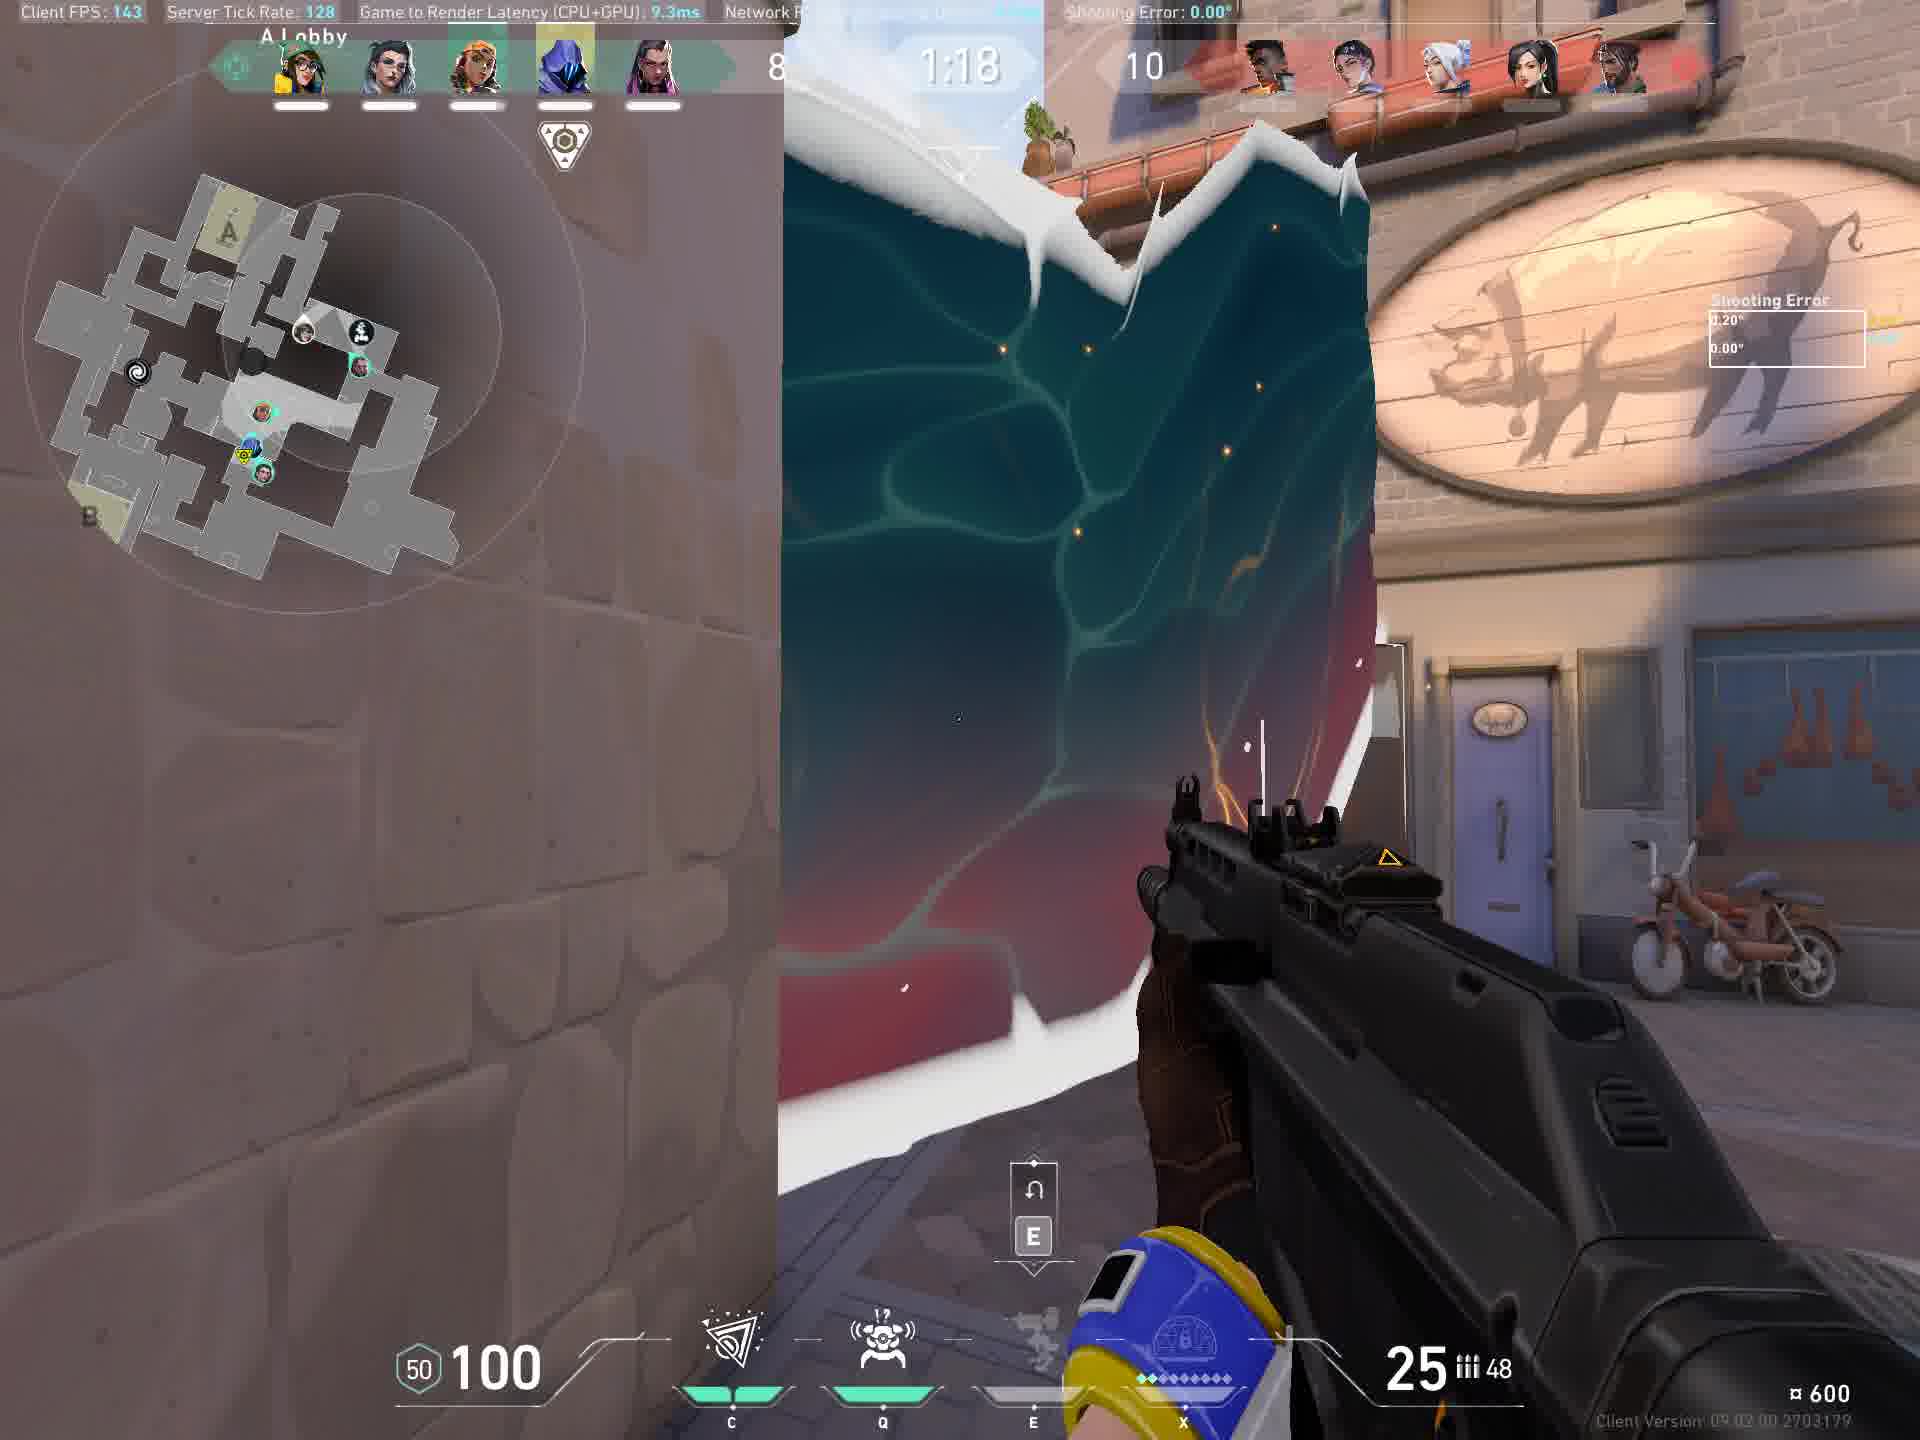 Client FPS: 143 Server Tick Rate: 128 Game to Render Latency (CPU+GPU): 9.3ms Network R Shooting Error: 0.00°
A Lobby
8 1:18 10
A
B
Shooting Error
0.20°
0.00°
E
50 100
25 48
¤ 600
C Q E X
Client Version: 09.02.00.2703179